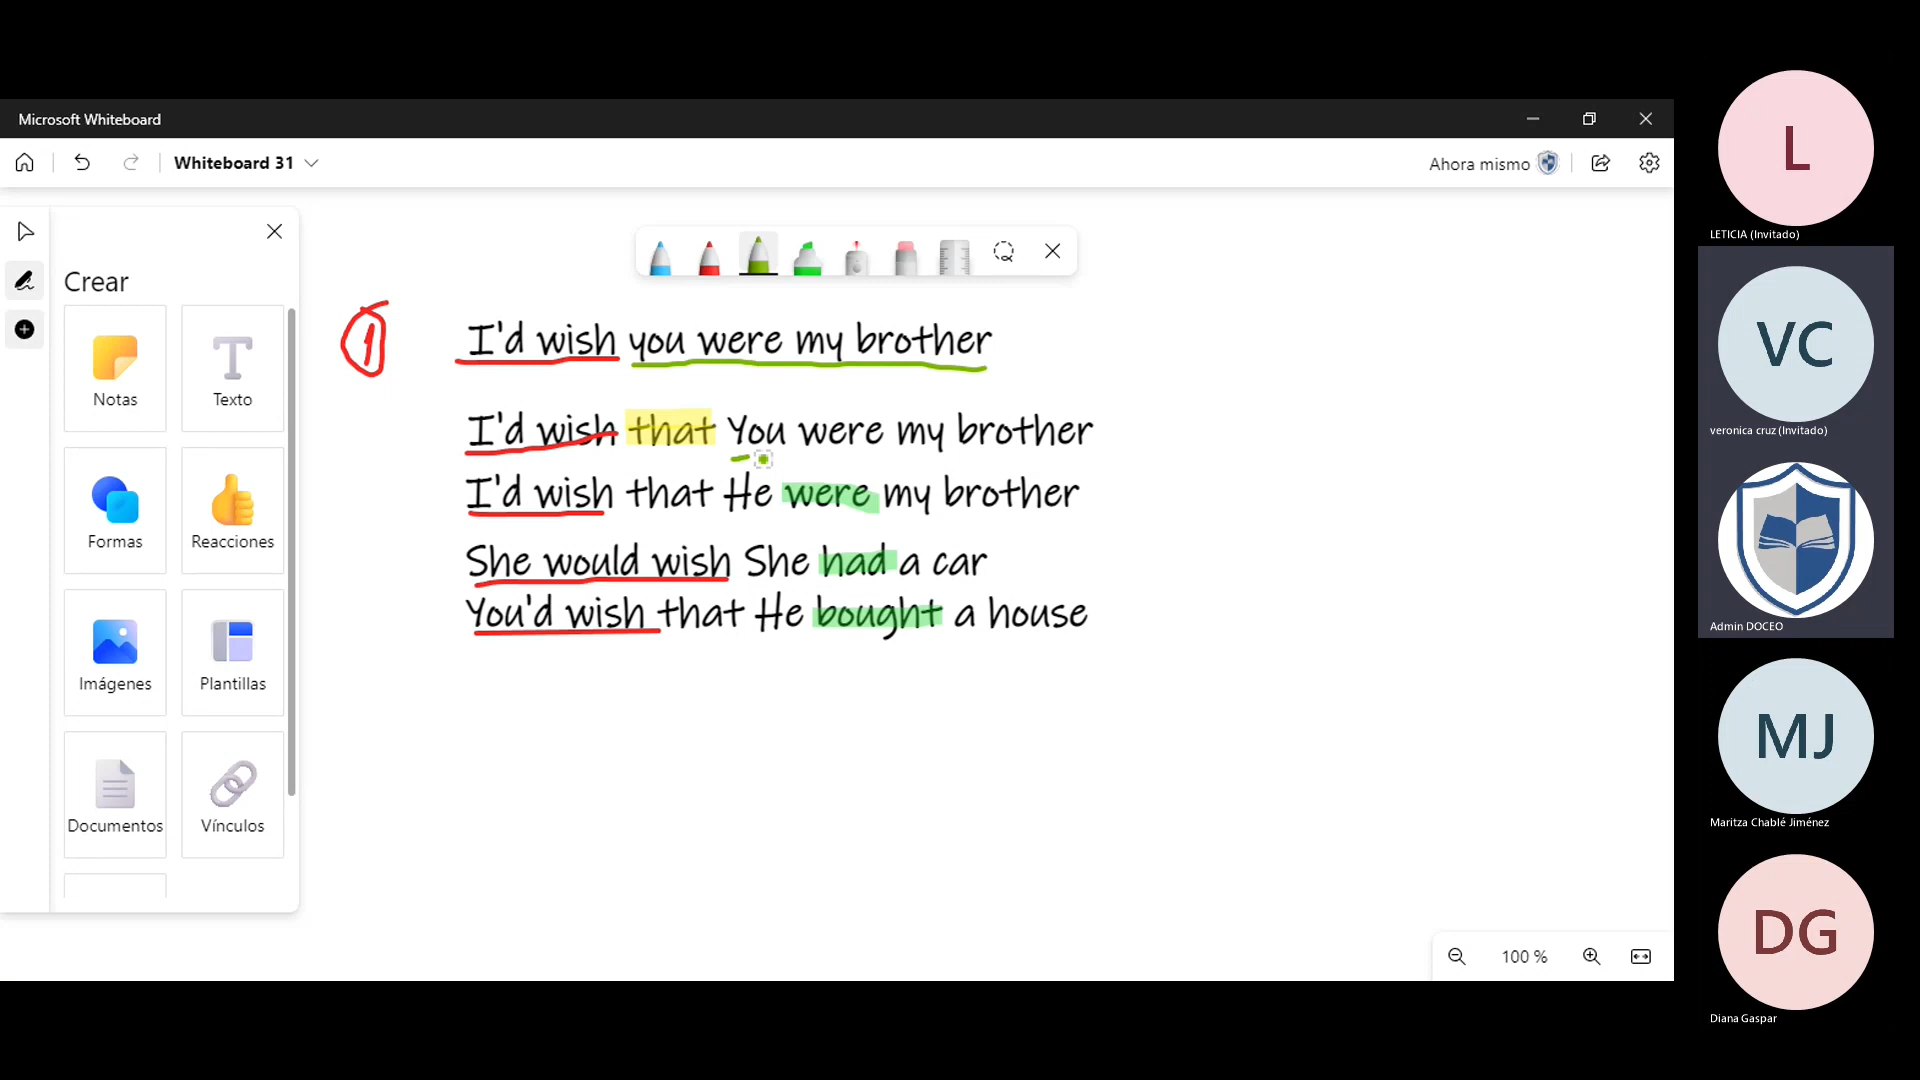 Microsoft Whiteboard
Whiteboard 31
Ahora mismo
Crear
Notas
Texto
Formas
Reacciones
Imágenes
Plantillas
Documentos
Vínculos
1
I'd wish you were my brother
I'd wish that You were my brother
I'd wish that He were my brother
She would wish She had a car
You'd wish that He bought a house
100 %
L
LETICIA (Invitado)
VC
veronica cruz (Invitado)
Admin DOCEO
MJ
Maritza Chablé Jiménez
DG
Diana Gaspar